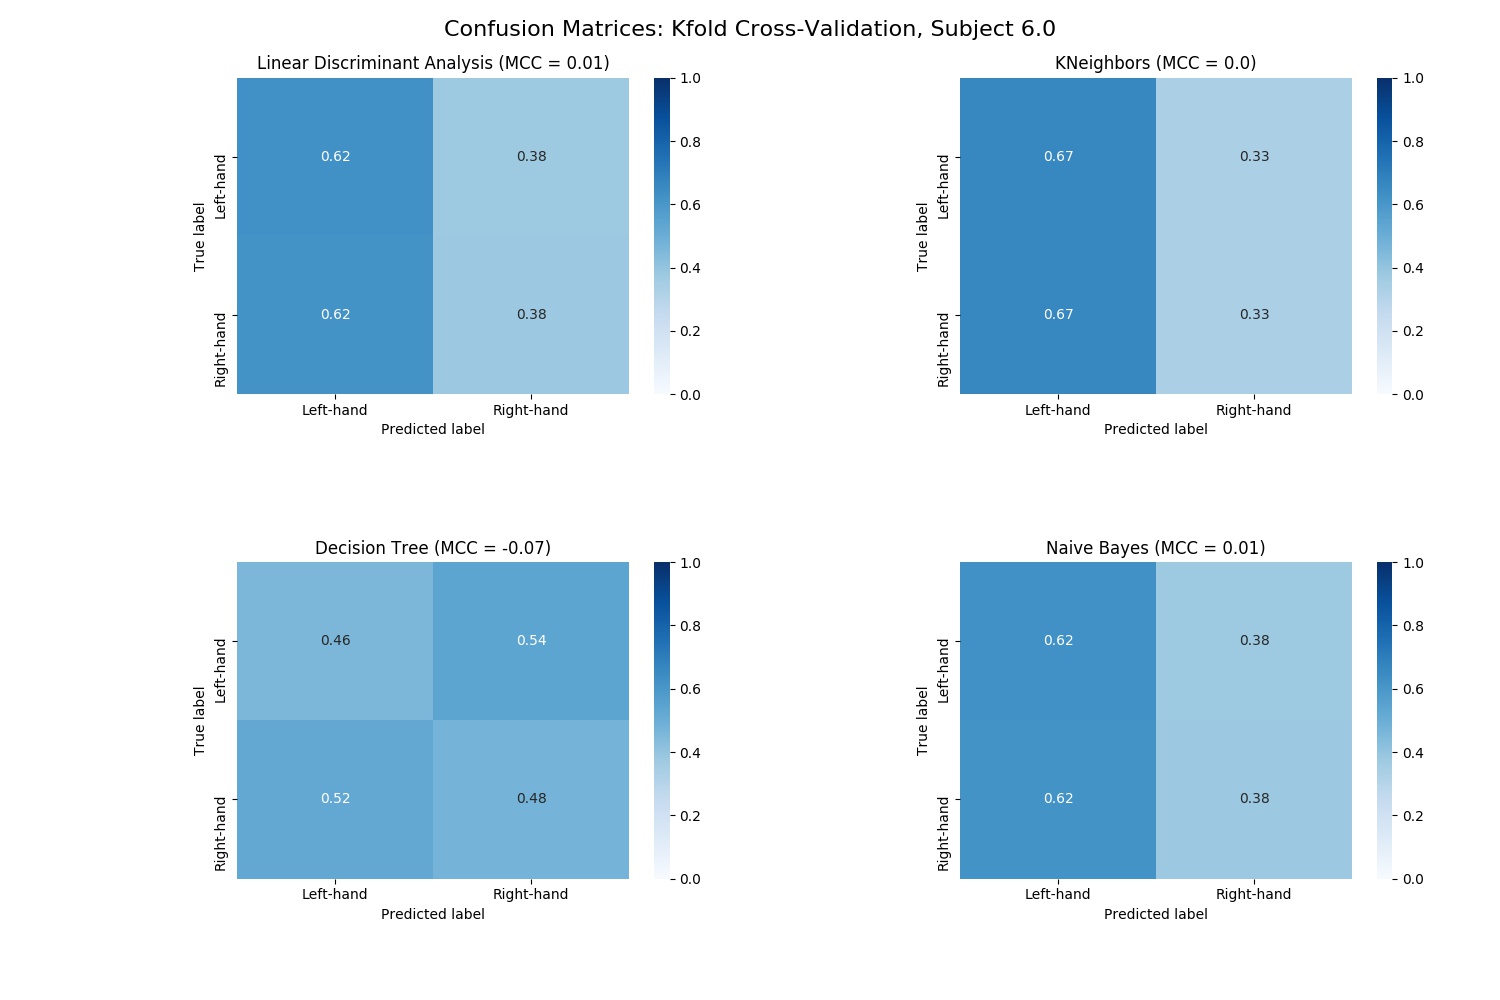 Confusion Matrices: Kfold Cross-Validation, Subject 6.0
Linear Discriminant Analysis (MCC = 0.01)
True label
Left-hand
Right-hand
0.62
0.38
0.62
0.38
Left-hand
Right-hand
Predicted label
1.0
0.8
0.6
0.4
0.2
0.0
KNeighbors (MCC = 0.0)
True label
Left-hand
Right-hand
0.67
0.33
0.67
0.33
Left-hand
Right-hand
Predicted label
1.0
0.8
0.6
0.4
0.2
0.0
Decision Tree (MCC = -0.07)
True label
Left-hand
Right-hand
0.46
0.54
0.52
0.48
Left-hand
Right-hand
Predicted label
1.0
0.8
0.6
0.4
0.2
0.0
Naive Bayes (MCC = 0.01)
True label
Left-hand
Right-hand
0.62
0.38
0.62
0.38
Left-hand
Right-hand
Predicted label
1.0
0.8
0.6
0.4
0.2
0.0